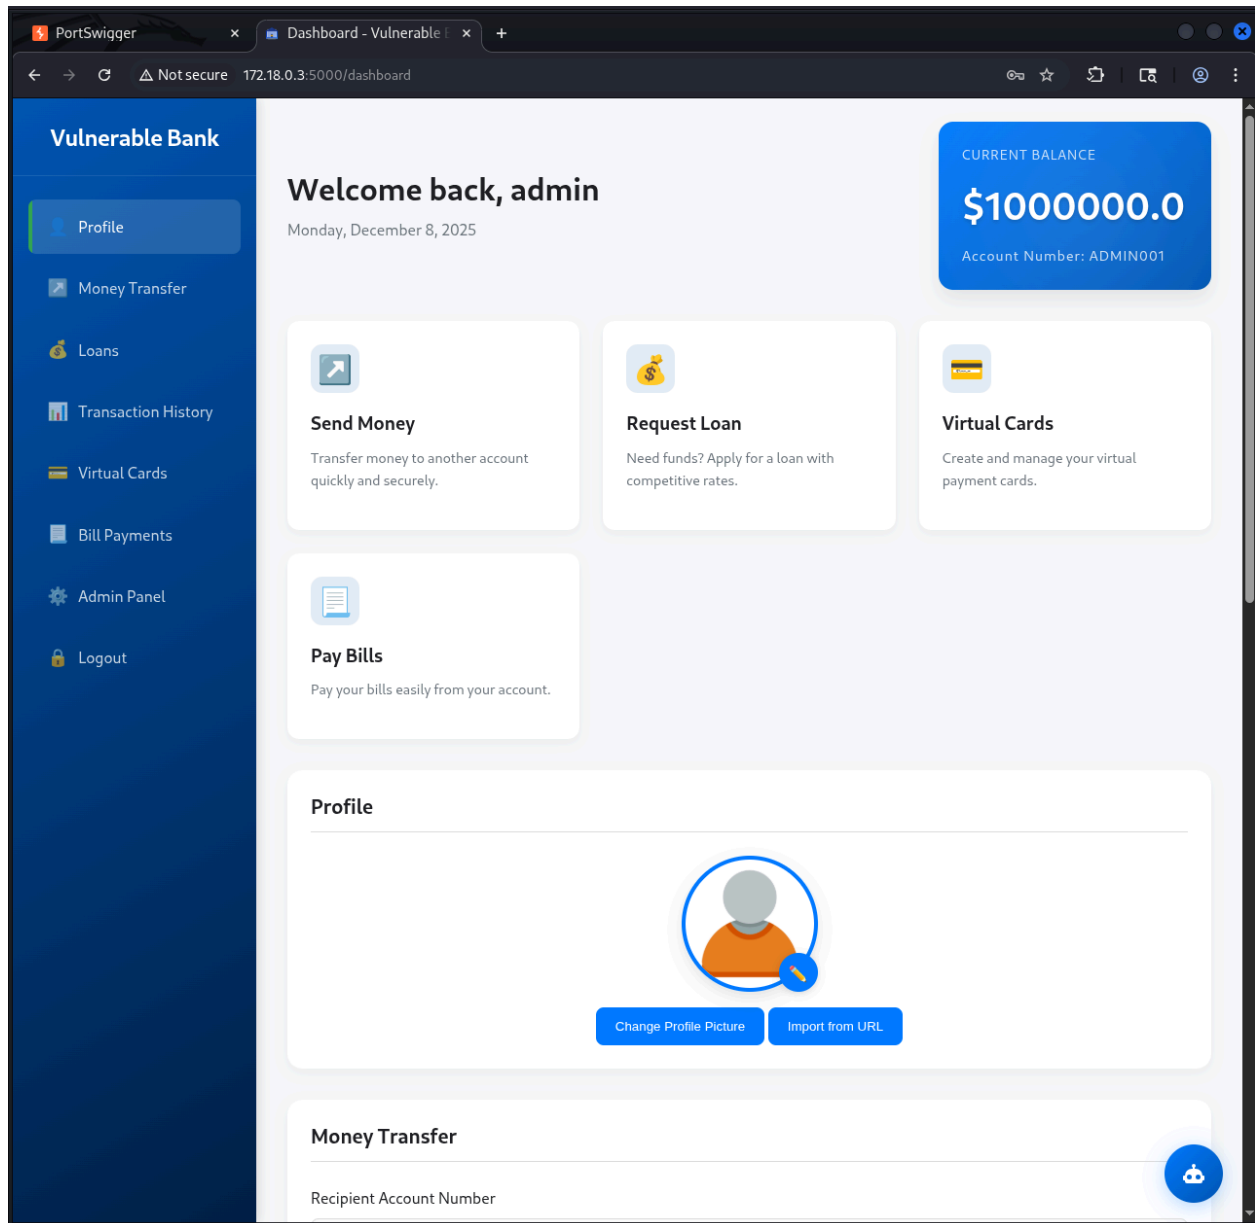 PortSwigger
Dashboard - Vulnerable
Not secure 172.18.0.3:5000/dashboard
Vulnerable Bank
Profile
Money Transfer
Loans
Transaction History
Virtual Cards
Bill Payments
Admin Panel
Logout
Welcome back, admin
Monday, December 8, 2025
CURRENT BALANCE
$1000000.0
Account Number: ADMIN001
Send Money
Transfer money to another account
quickly and securely.
Request Loan
Need funds? Apply for a loan with
competitive rates.
Virtual Cards
Create and manage your virtual
payment cards.
Pay Bills
Pay your bills easily from your account.
Profile
Change Profile Picture
Import from URL
Money Transfer
Recipient Account Number